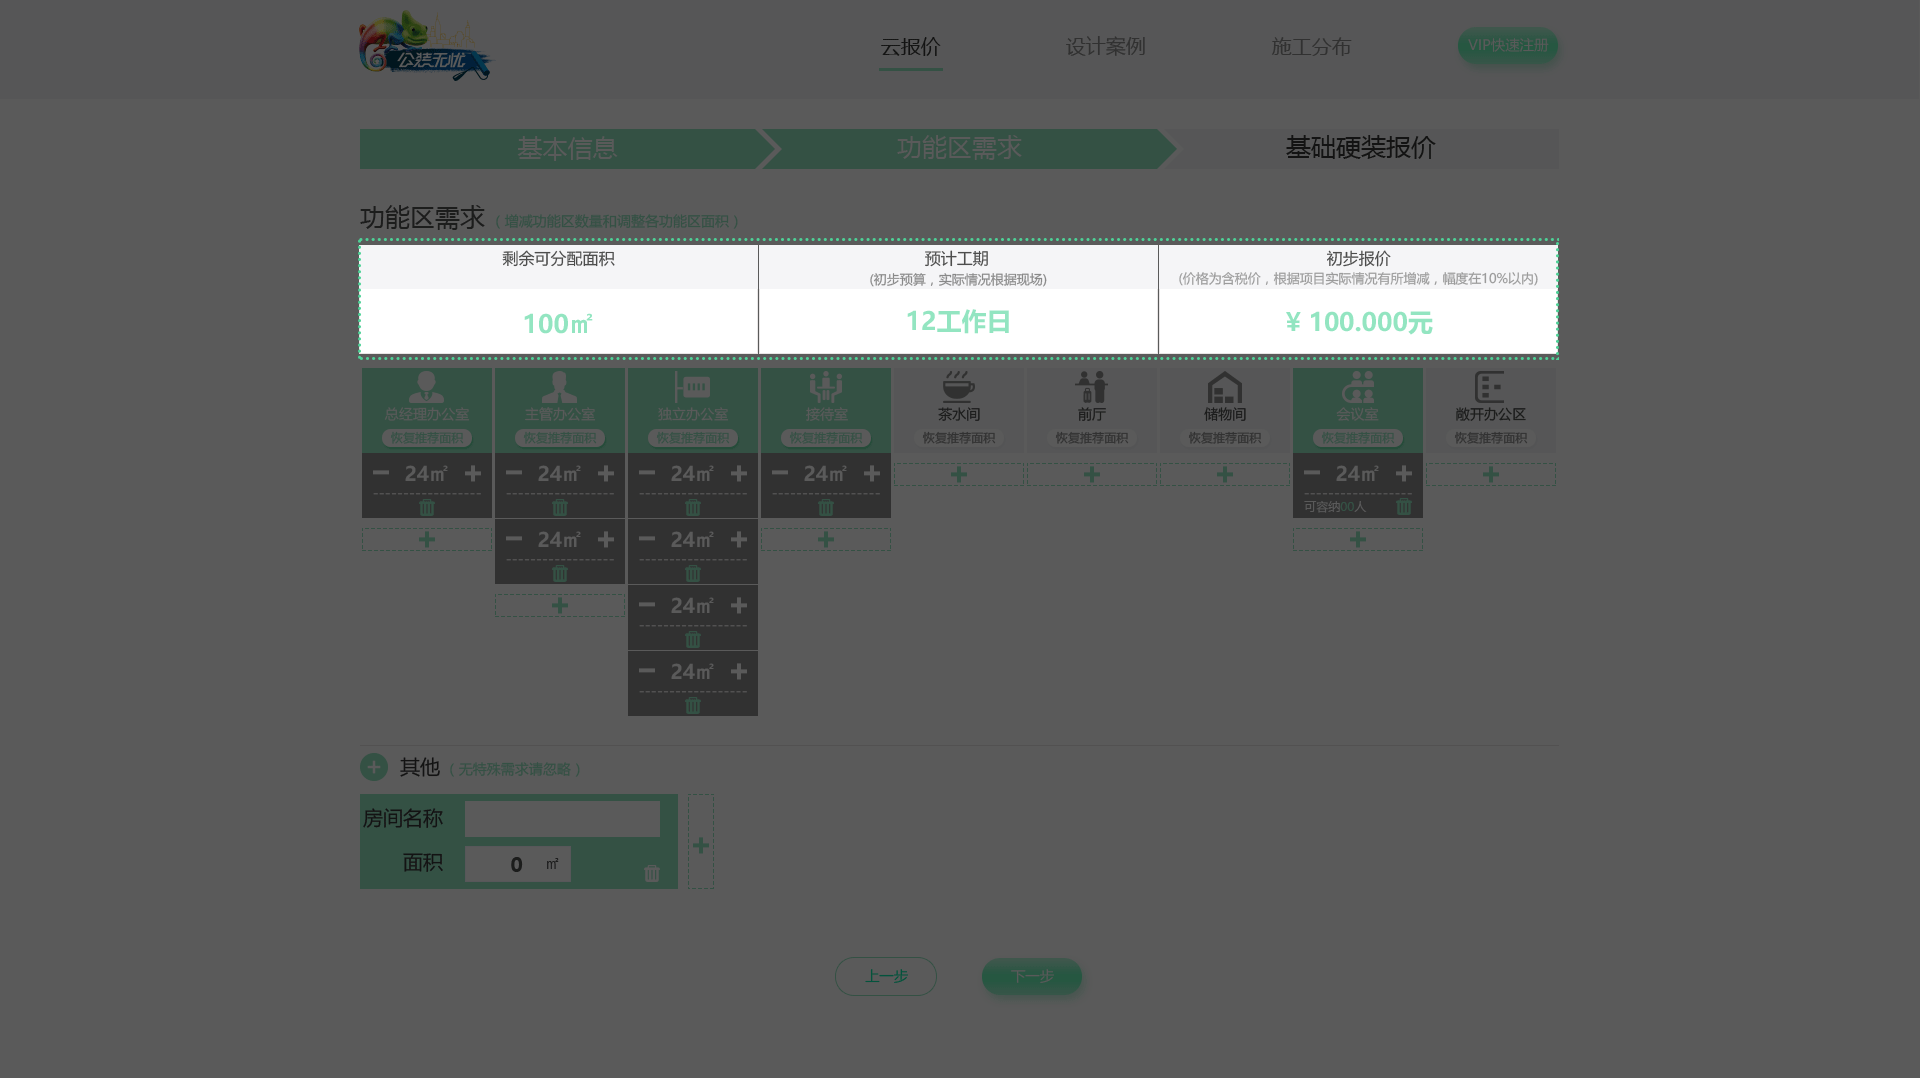 公装无忧
云报价
设计案例
施工分布
VIP快速注册
基本信息
功能区需求
基础硬装报价
功能区需求 ( 增减功能区数量和调整各功能区面积 )
剩余可分配面积
预计工期
初步报价
(初步预算，实际情况根据现场)
(价格为含税价，根据项目实际情况有所增减，幅度在10%以内)
100㎡
12工作日
¥ 100.000元
总经理办公室
主管办公室
独立办公室
接待室
茶水间
前厅
储物间
会议室
敞开办公区
恢复推荐面积
恢复推荐面积
恢复推荐面积
恢复推荐面积
恢复推荐面积
恢复推荐面积
恢复推荐面积
恢复推荐面积
恢复推荐面积
24㎡
24㎡
24㎡
24㎡
24㎡
可容纳00人
24㎡
24㎡
24㎡
24㎡
其他 ( 无特殊需求请忽略 )
房间名称
面积
0 ㎡
上一步
下一步